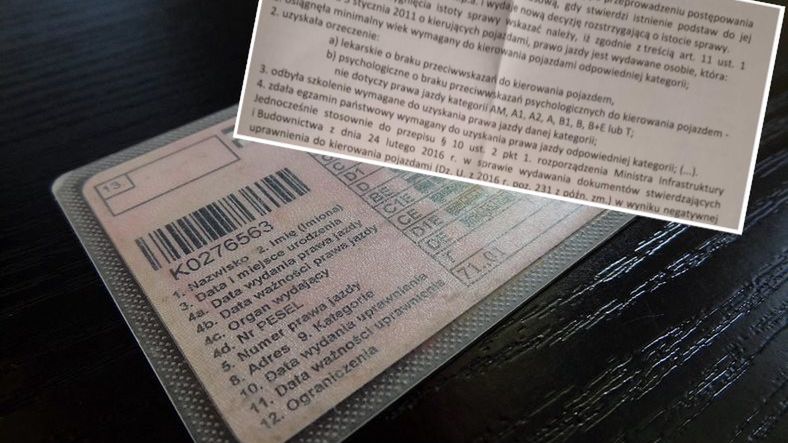 przeprowadzeniu postępowania
gdy stwierdzi istnienie podstaw do jej
i wyda nową decyzję rozstrzygającą o istocie sprawy.
istoty sprawy wskazać należy, iż zgodnie z treścią art. 11 ust. 1
5 stycznia 2011 o kierujących pojazdami, prawo jazdy jest wydawane osobie, która:
osiągnęła minimalny wiek wymagany do kierowania pojazdami odpowiedniej kategorii;
2. uzyskała orzeczenie:
a) lekarskie o braku przeciwwskazań do kierowania pojazdem,
b) psychologiczne o braku przeciwwskazań psychologicznych do kierowania pojazdem -
nie dotyczy prawa jazdy kategorii AM, A1, A2, A, B1, B, B+E lub T;
3. odbyła szkolenie wymagane do uzyskania prawa jazdy danej kategorii;
4. zdała egzamin państwowy wymagany do uzyskania prawa jazdy odpowiedniej kategorii; (...).
Jednocześnie stosownie do przepisu § 10 ust. 2 pkt 1. rozporządzenia Ministra Infrastruktury
i Budownictwa z dnia 24 lutego 2016 r. w sprawie wydawania dokumentów stwierdzających
uprawnienia do kierowania pojazdami (Dz. U. z 2016 r. poz. 231 z późn. zm.) w wyniku negatywnej
13.
K0276563
1. Nazwisko 2. Imię (Imiona)
3. Data i miejsce urodzenia
4a. Data wydania prawa jazdy
4b. Data ważności prawa jazdy
4c. Organ wydający
4d. Nr PESEL
5. Numer prawa jazdy
8. Adres 9. Kategorie
10. Data wydania uprawnienia
11. Data ważności uprawnienia
12. Ograniczenia
C
D1
D
BE
C1E
CE
D1E
DE
T
71.01